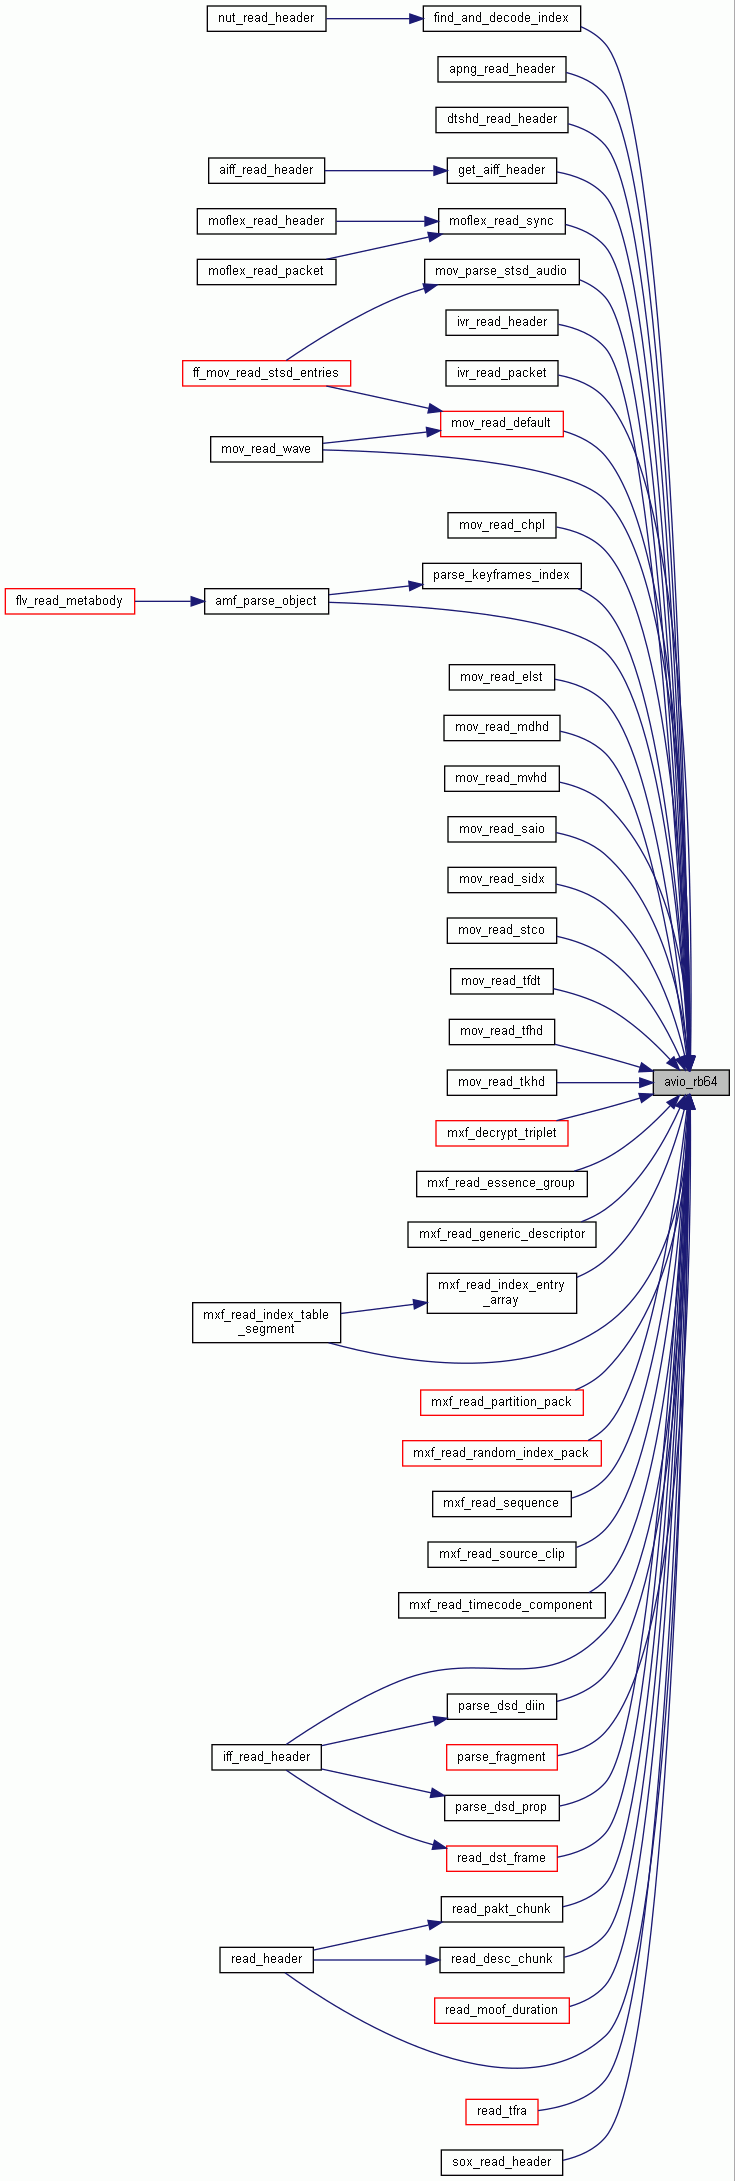 nut_read_header
find_and_decode_index
apng_read_header
dtshd_read_header
aiff_read_header
get_aiff_header
moflex_read_header
moflex_read_sync
moflex_read_packet
mov_parse_stsd_audio
ivr_read_header
ff_mov_read_stsd_entries
ivr_read_packet
mov_read_default
mov_read_wave
mov_read_chpl
parse_keyframes_index
flv_read_metabody
amf_parse_object
mov_read_elst
mov_read_mdhd
mov_read_mvhd
mov_read_saio
mov_read_sidx
mov_read_stco
mov_read_tfdt
mov_read_tfhd
mov_read_tkhd
avio_rb64
mxf_decrypt_triplet
mxf_read_essence_group
mxf_read_generic_descriptor
mxf_read_index_entry
_array
mxf_read_index_table
_segment
mxf_read_partition_pack
mxf_read_random_index_pack
mxf_read_sequence
mxf_read_source_clip
mxf_read_timecode_component
parse_dsd_diin
iff_read_header
parse_fragment
parse_dsd_prop
read_dst_frame
read_pakt_chunk
read_header
read_desc_chunk
read_moof_duration
read_tfra
sox_read_header